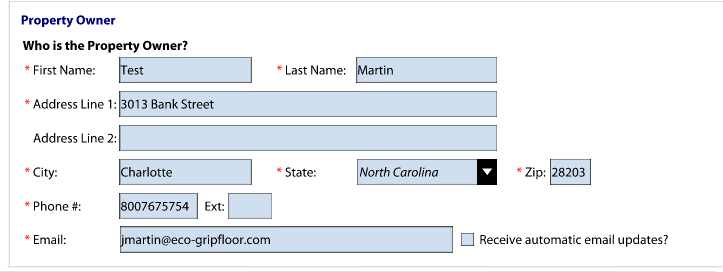 Property Owner
Who is the Property Owner?
* First Name: Test * Last Name: Martin
* Address Line 1: 3013 Bank Street
Address Line 2:
* City: Charlotte * State: North Carolina * Zip: 28203
* Phone #: 8007675754 Ext:
* Email: jmartin@eco-gripfloor.com Receive automatic email updates?